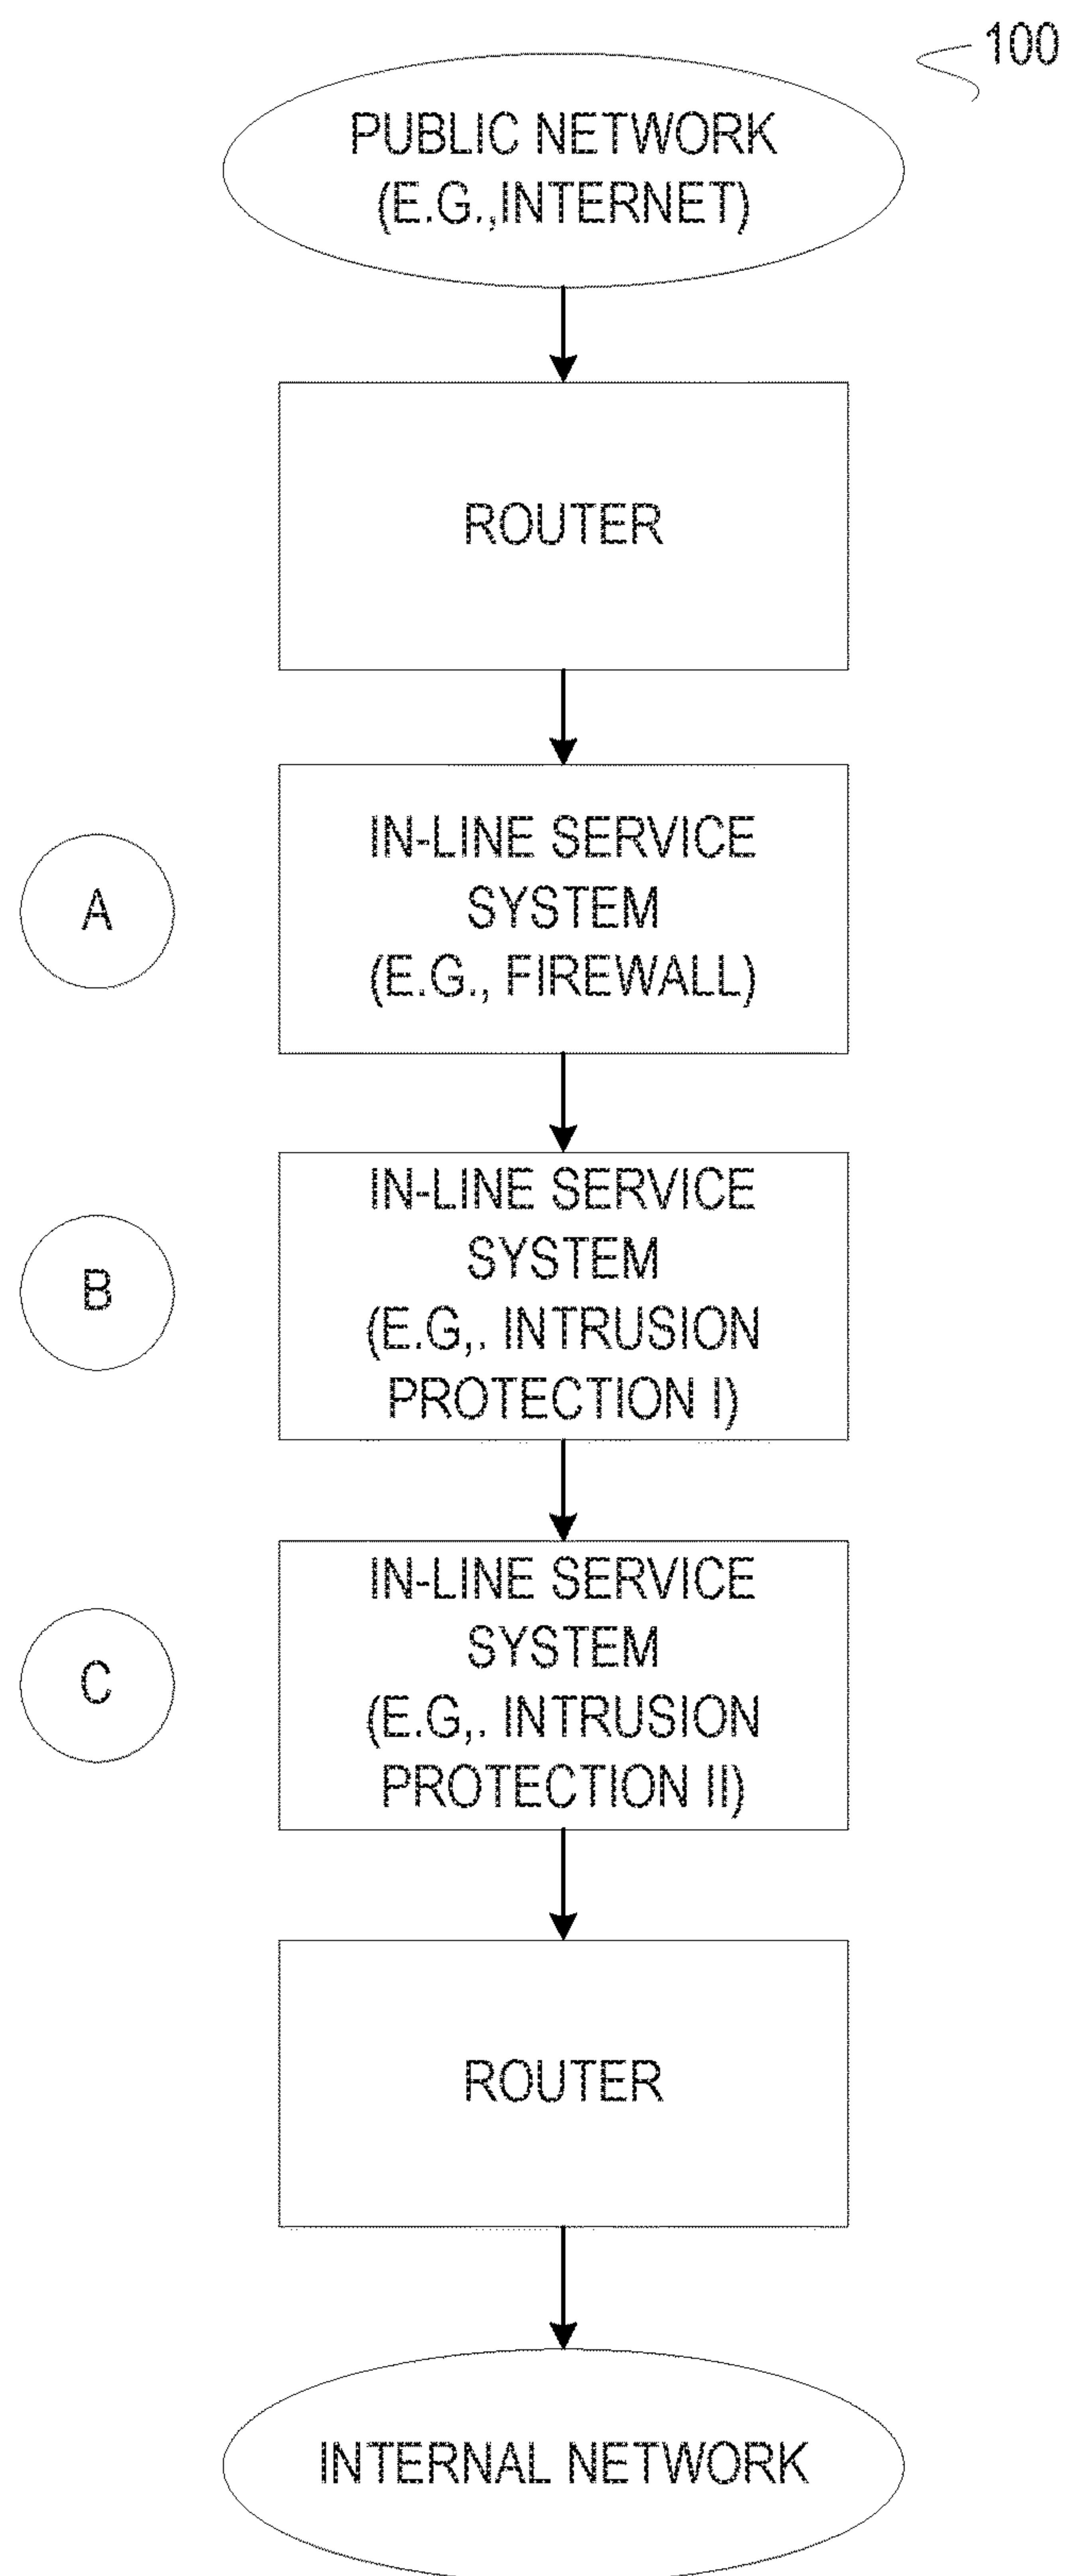 100
PUBLIC NETWORK
(E.G.,INTERNET)
ROUTER
A
IN-LINE SERVICE
SYSTEM
(E.G., FIREWALL)
B
IN-LINE SERVICE
SYSTEM
(E.G,. INTRUSION
PROTECTION I)
C
IN-LINE SERVICE
SYSTEM
(E.G,. INTRUSION
PROTECTION II)
ROUTER
INTERNAL NETWORK